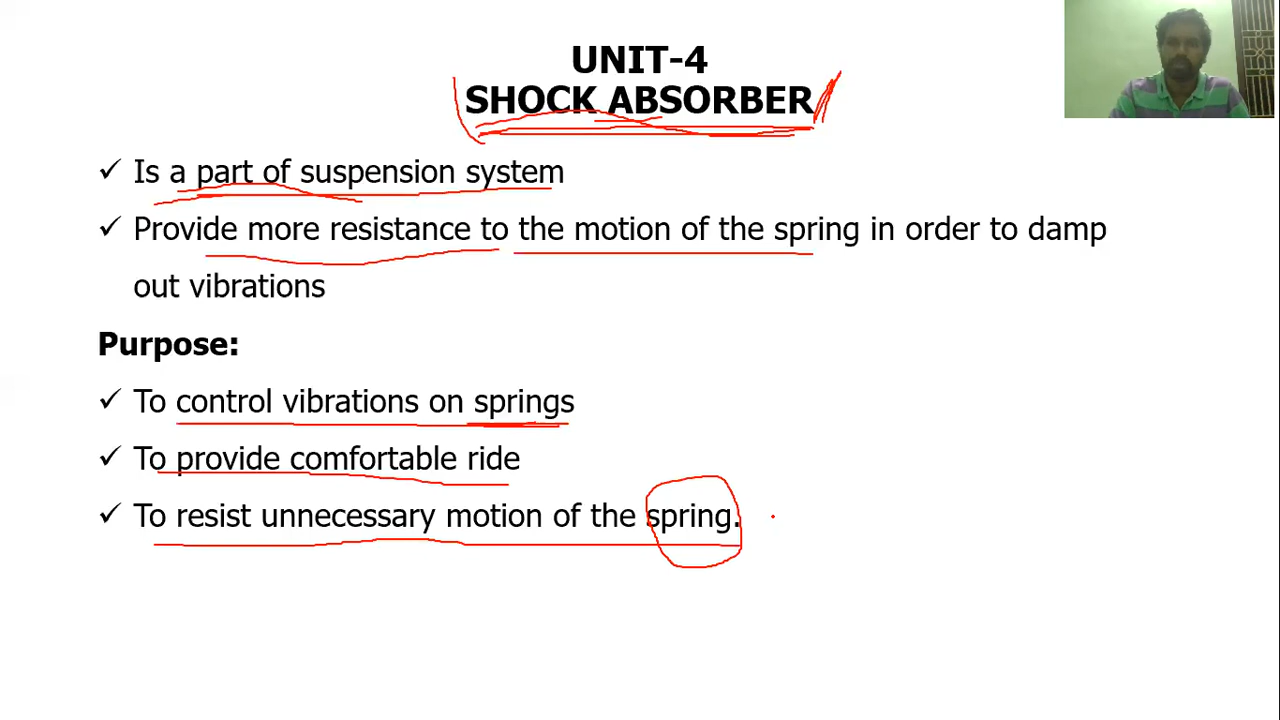 UNIT-4
SHOCK ABSORBER
✓ Is a part of suspension system
✓ Provide more resistance to the motion of the spring in order to damp
out vibrations
Purpose:
✓ To control vibrations on springs
✓ To provide comfortable ride
✓ To resist unnecessary motion of the spring.